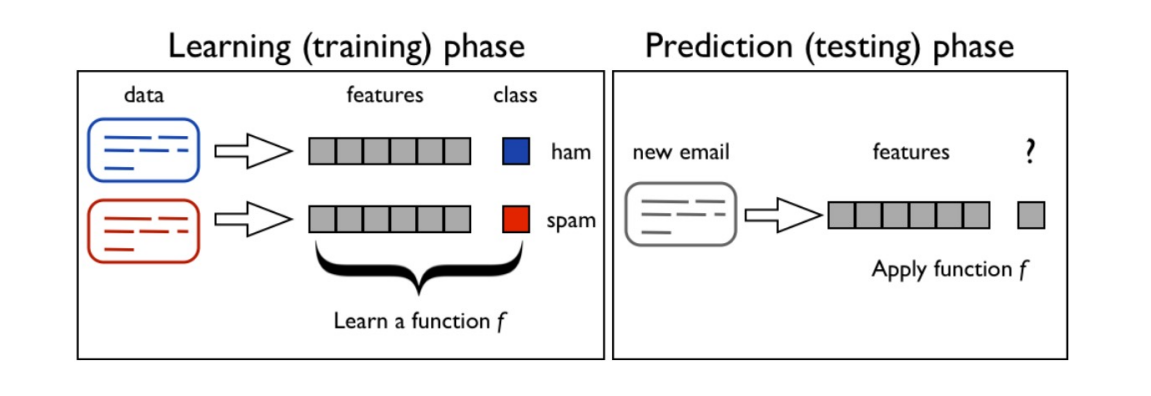 Learning (training) phase
data features class
ham
spam
Learn a function f
Prediction (testing) phase
new email features ?
Apply function f